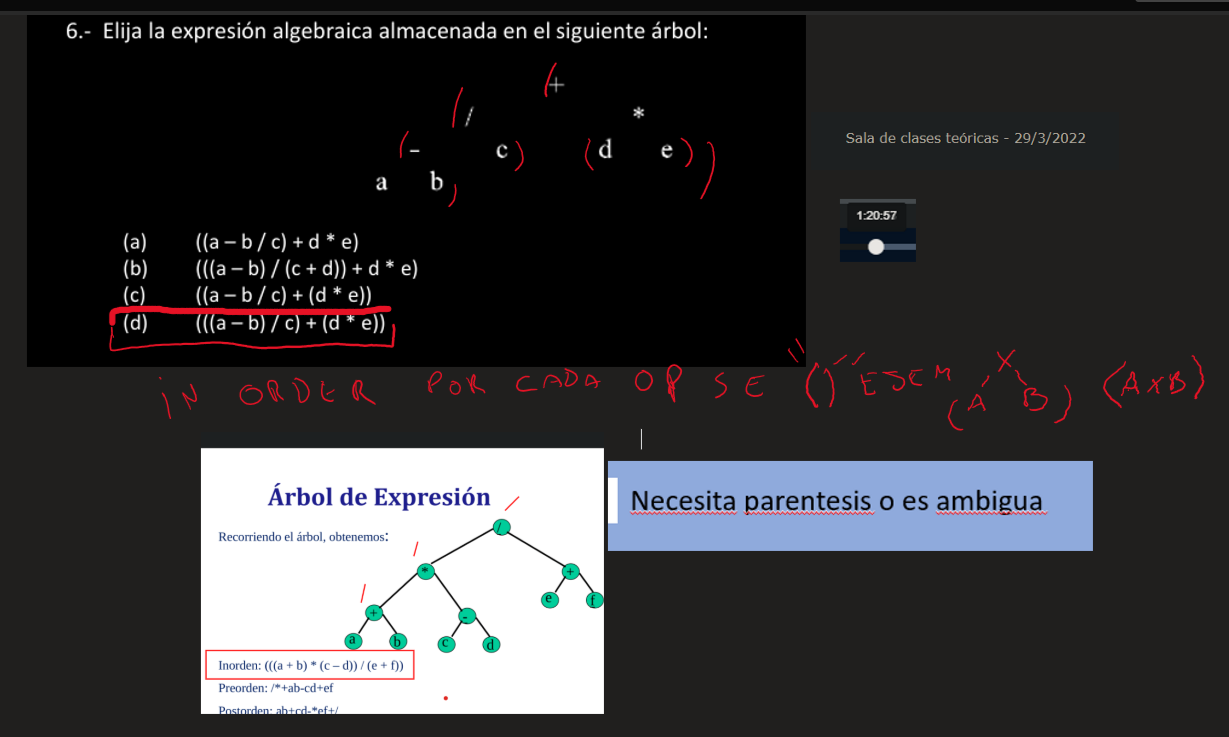 6.- Elija la expresión algebraica almacenada en el siguiente árbol:
+
/ *
- c d e
a b
(a) ((a – b / c) + d * e)
(b) (((a – b) / (c + d)) + d * e)
(c) ((a – b / c) + (d * e))
(d) (((a – b) / c) + (d * e))
Sala de clases teóricas - 29/3/2022
1:20:57
iN ORDER POR CADA OP SE "()" EJEM (A X B) (AXB)
Árbol de Expresión
Recorriendo el árbol, obtenemos:
/
* +
+ - e f
a b c d
Inorden: (((a + b) * (c – d)) / (e + f))
Preorden: /*+ab-cd+ef
Postorden: ab+cd-*ef+/
Necesita parentesis o es ambigua